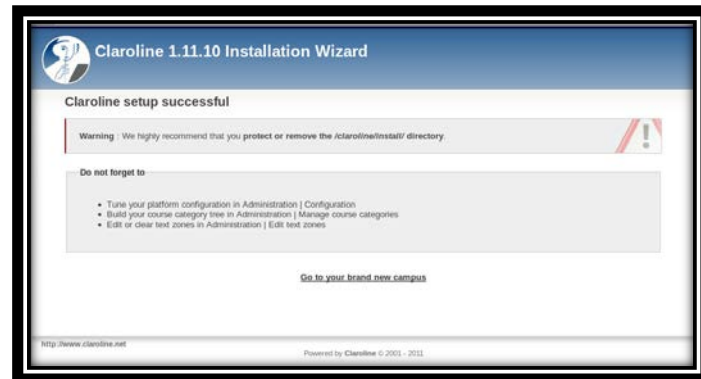 Claroline 1.11.10 Installation Wizard
Claroline setup successful
Warning : We highly recommend that you protect or remove the /claroline/install/ directory.
Do not forget to
Tune your platform configuration in Administration | Configuration
Build your course category tree in Administration | Manage course categories
Edit or clear text zones in Administration | Edit text zones
Go to your brand new campus
http://www.claroline.net
Powered by Claroline © 2001 - 2011